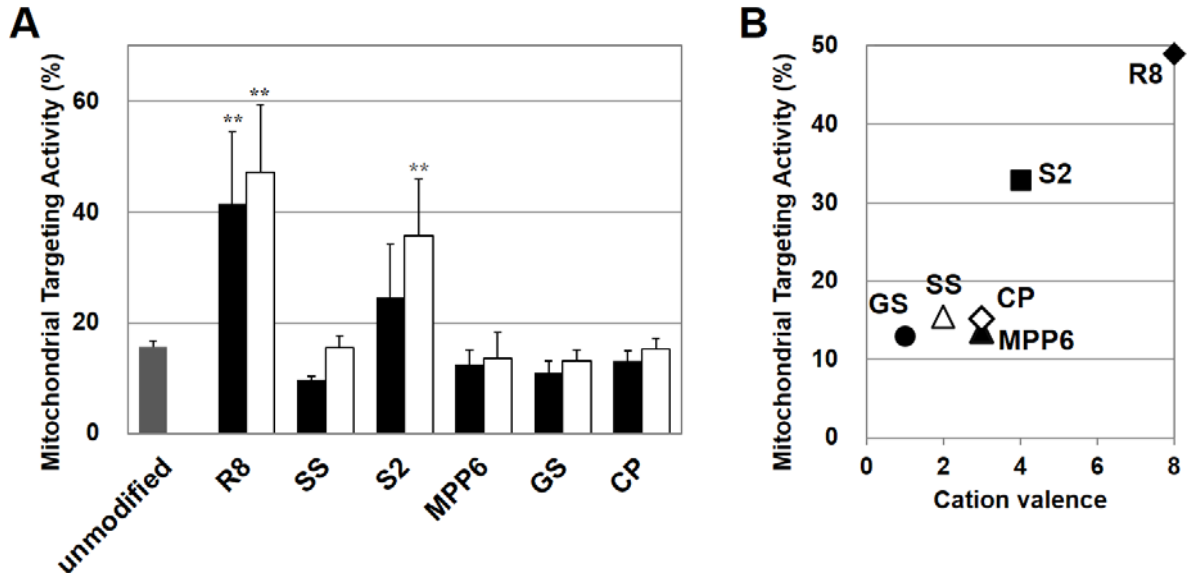 A
Mitochondrial Targeting Activity (%)
60
40
20
0
**
**
**
unmodified
R8
SS
S2
MPP6
GS
CP
B
Mitochondrial Targeting Activity (%)
50
40
30
20
10
0
R8
S2
SS
GS
CP
MPP6
0 2 4 6 8
Cation valence